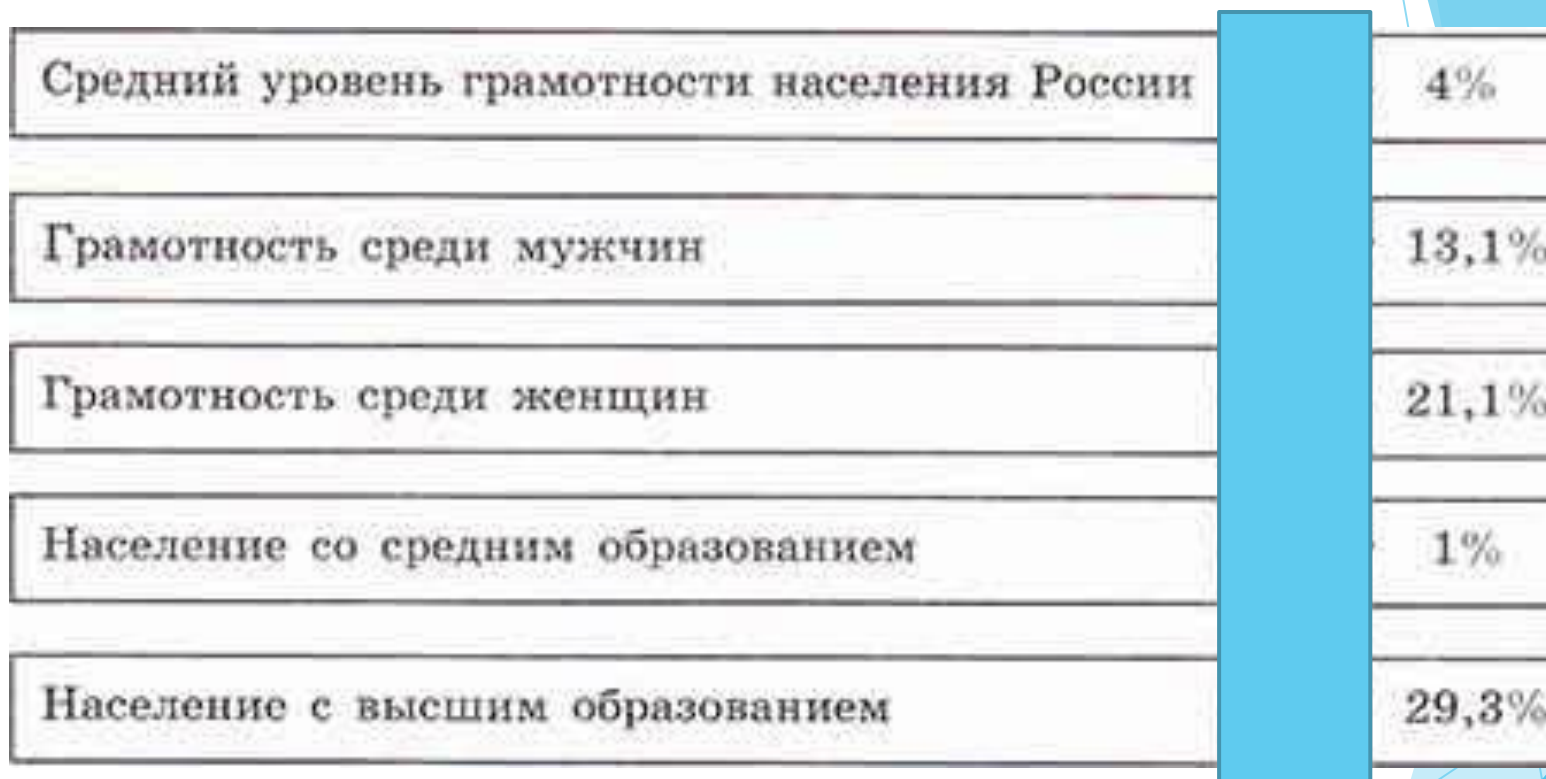 Средний уровень грамотности населения России 4%
Грамотность среди мужчин 13,1%
Грамотность среди женщин 21,1%
Население со средним образованием 1%
Население с высшим образованием 29,3%